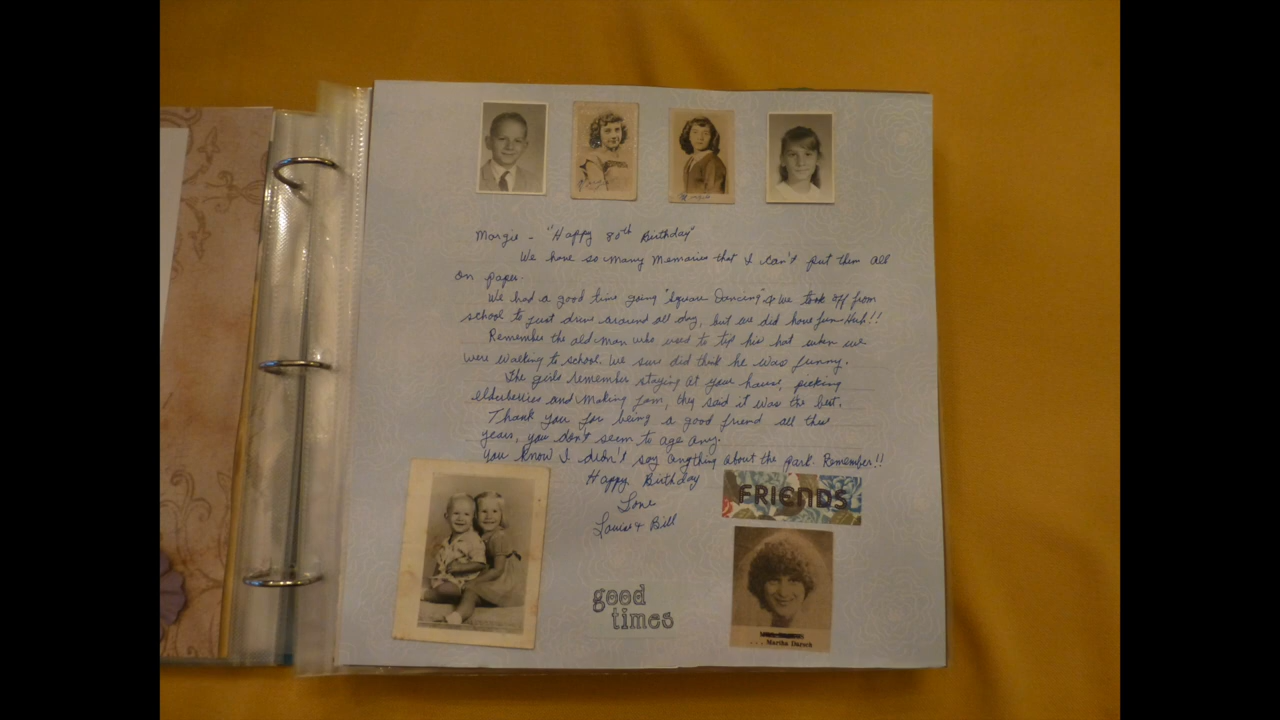 Margie - "Happy 80th Birthday"
We have so many memories that I can't put them all
on paper.
We had a good time going "Square Dancing" & we took off from
school to just drive around all day, but we did have fun Huh!!
Remember the old man who used to tip his hat when we
were walking to school. We sure did think he was funny.
The girls remember staying at your house, picking
elderberries and making jam, they said it was the best.
Thank you for being a good friend all these
years, you don't seem to age any.
you know I didn't say anything about the park. Remember!!
Happy Birthday
Love
Louise & Bill
FRIENDS
good
times
... Martha Daruck